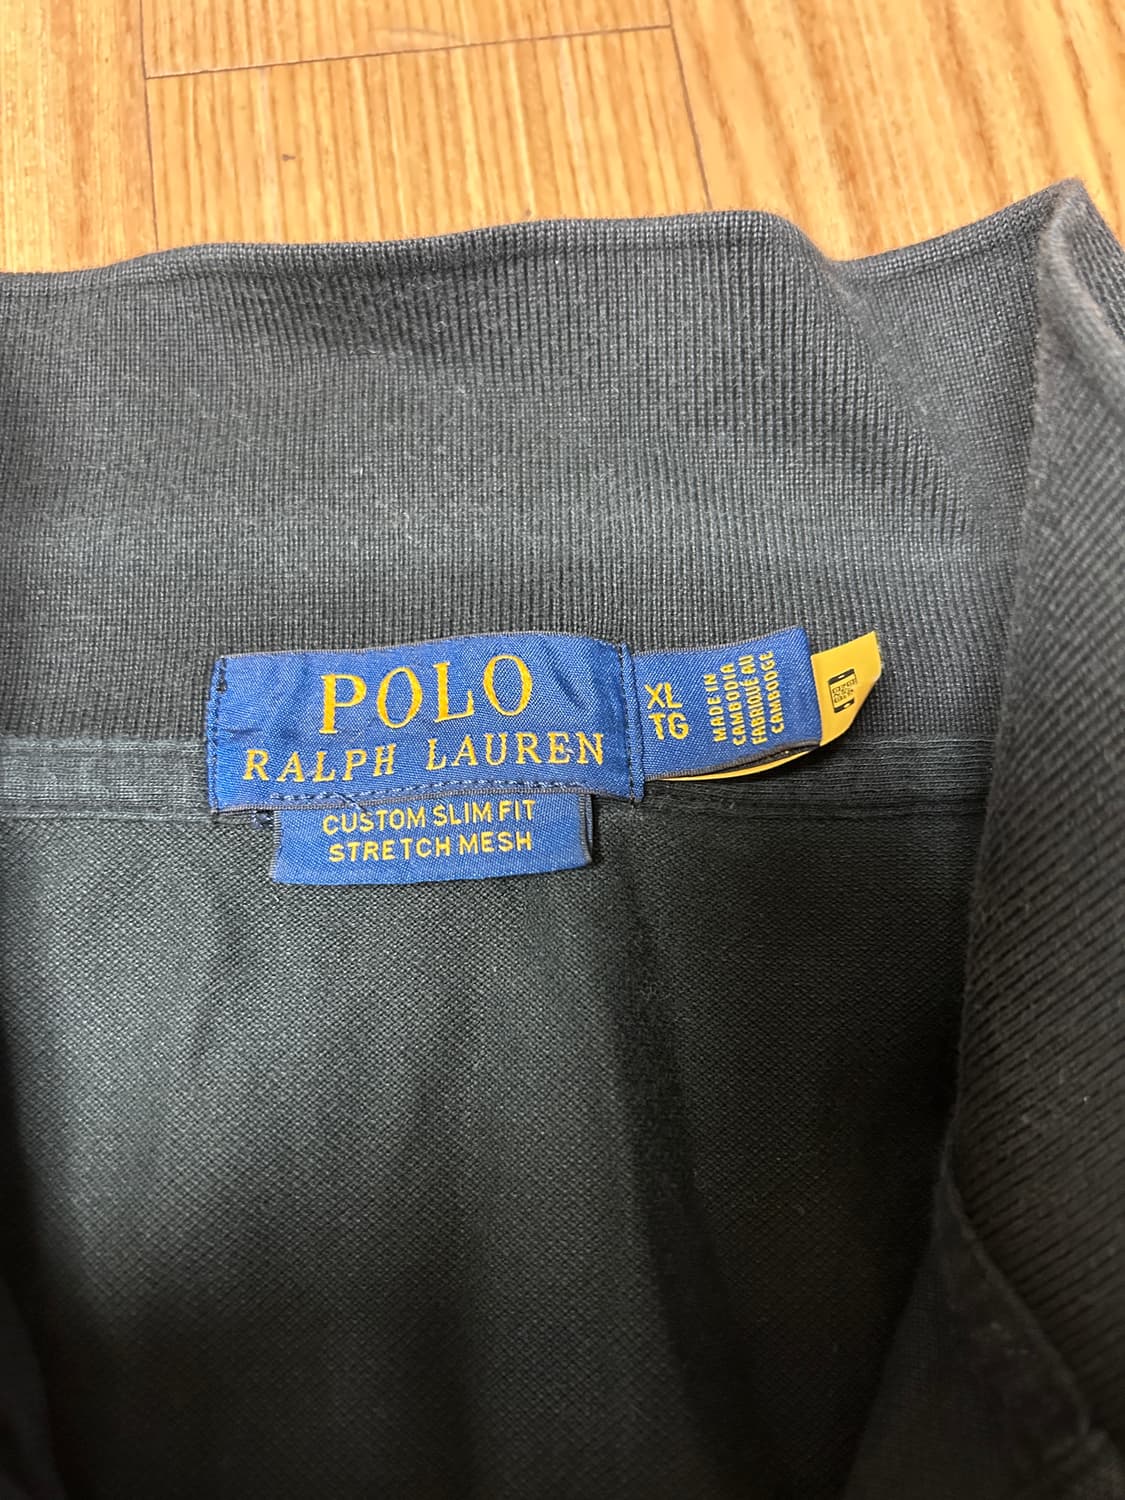 POLO
RALPH LAUREN
CUSTOM SLIM FIT
STRETCH MESH
XL
TG
MADE IN
CAMBODIA
FABRIQUÉ AU
CAMBODGE